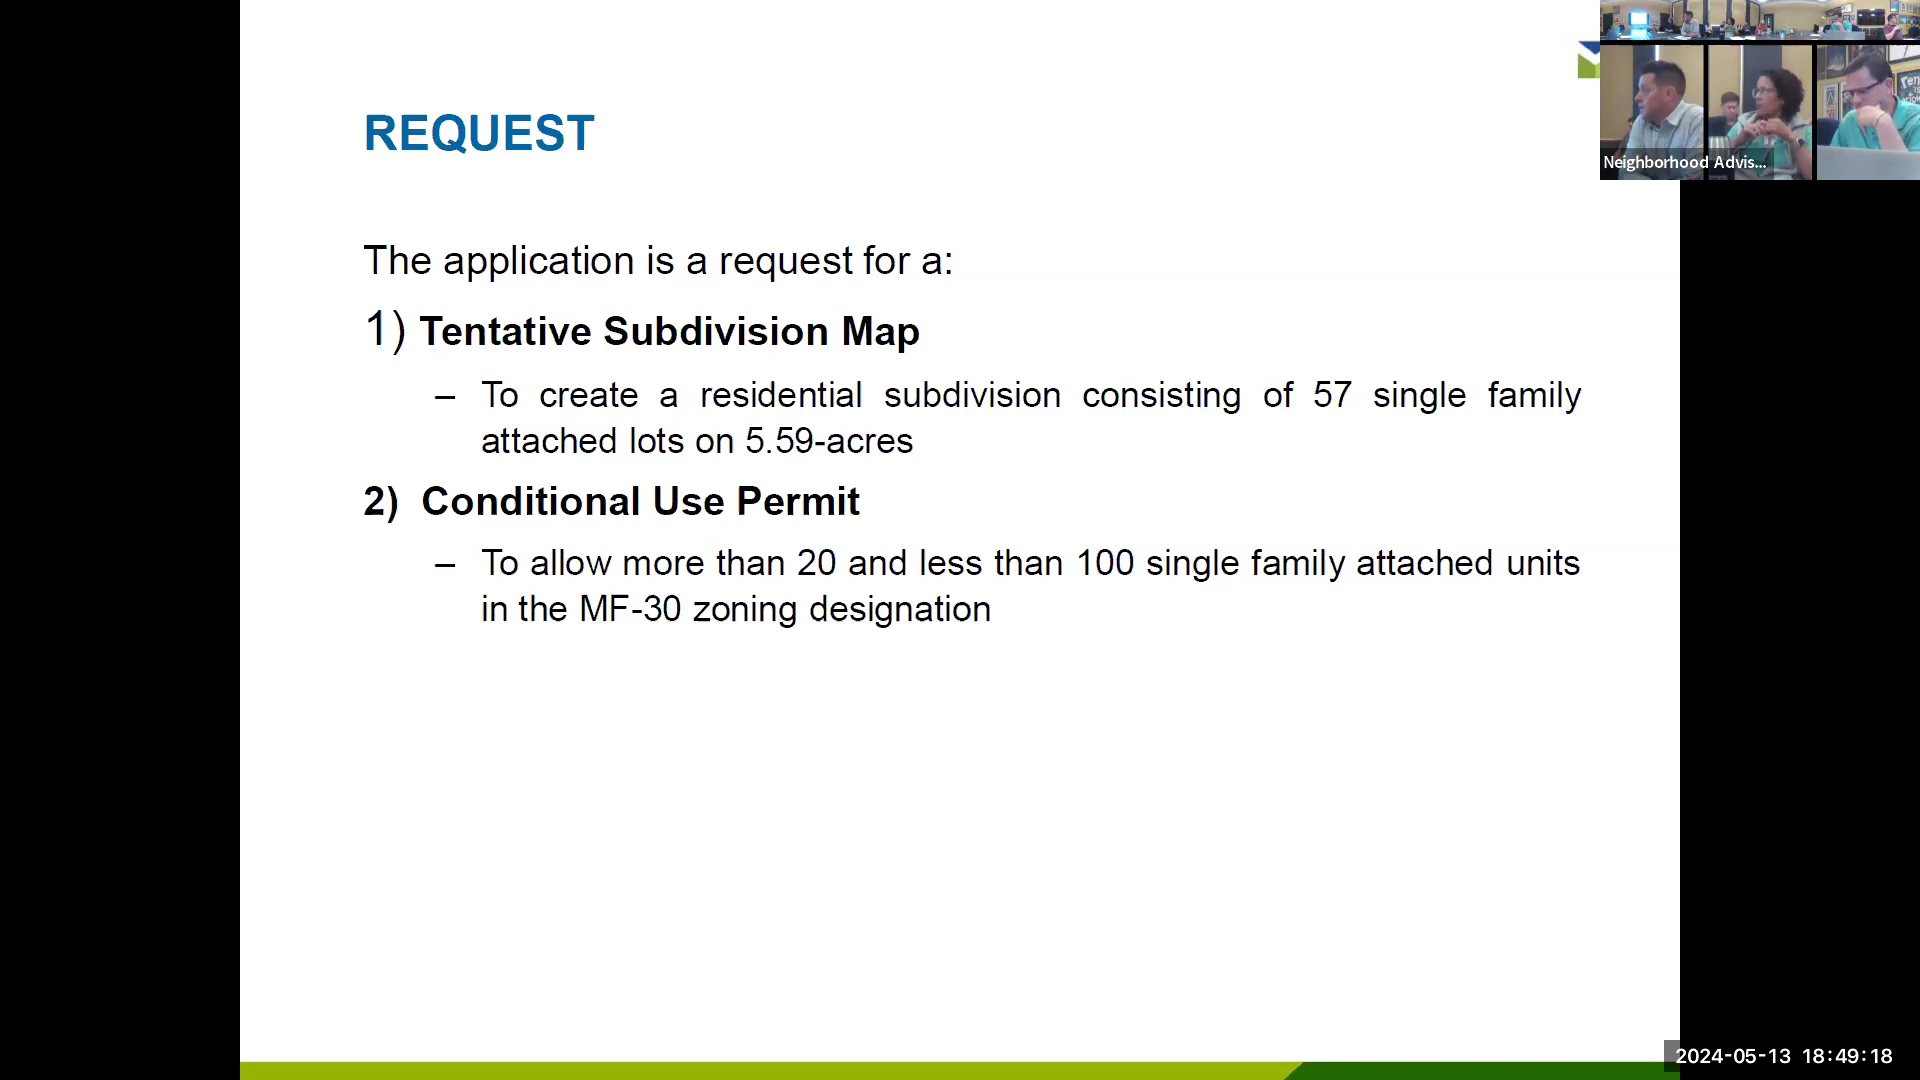 REQUEST
The application is a request for a:
1) Tentative Subdivision Map
– To create a residential subdivision consisting of 57 single family
attached lots on 5.59-acres
2) Conditional Use Permit
– To allow more than 20 and less than 100 single family attached units
in the MF-30 zoning designation
Neighborhood Advis...
2024-05-13 18:49:18